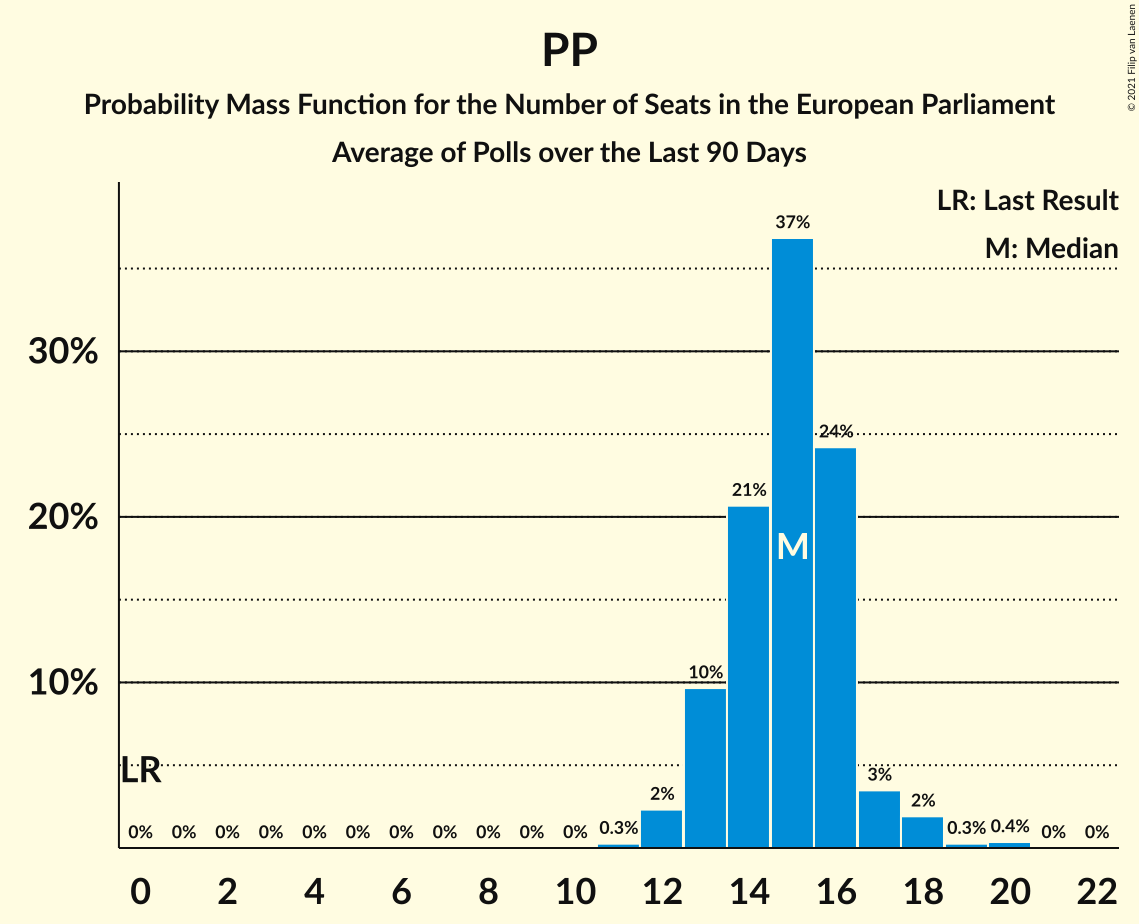 PP
Probability Mass Function for the Number of Seats in the European Parliament
Average of Polls over the Last 90 Days
© 2021 Filip van Laenen
LR: Last Result
M: Median
37%
30%
24%
21%
20%
M
10%
10%
LR
3%
2%
2%
0% 0% 0% 0% 0% 0% 0% 0% 0% 0% 0% 0.3% 0.3% 0.4% 0% 0%
0 2 4 6 8 10 12 14 16 18 20 22